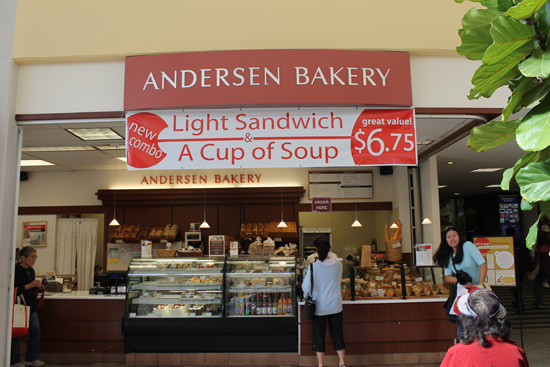 ANDERSEN BAKERY
new
combo
Light Sandwich
&
A Cup of Soup
great value!
$6.75
ANDERSEN BAKERY
ORDER
HERE